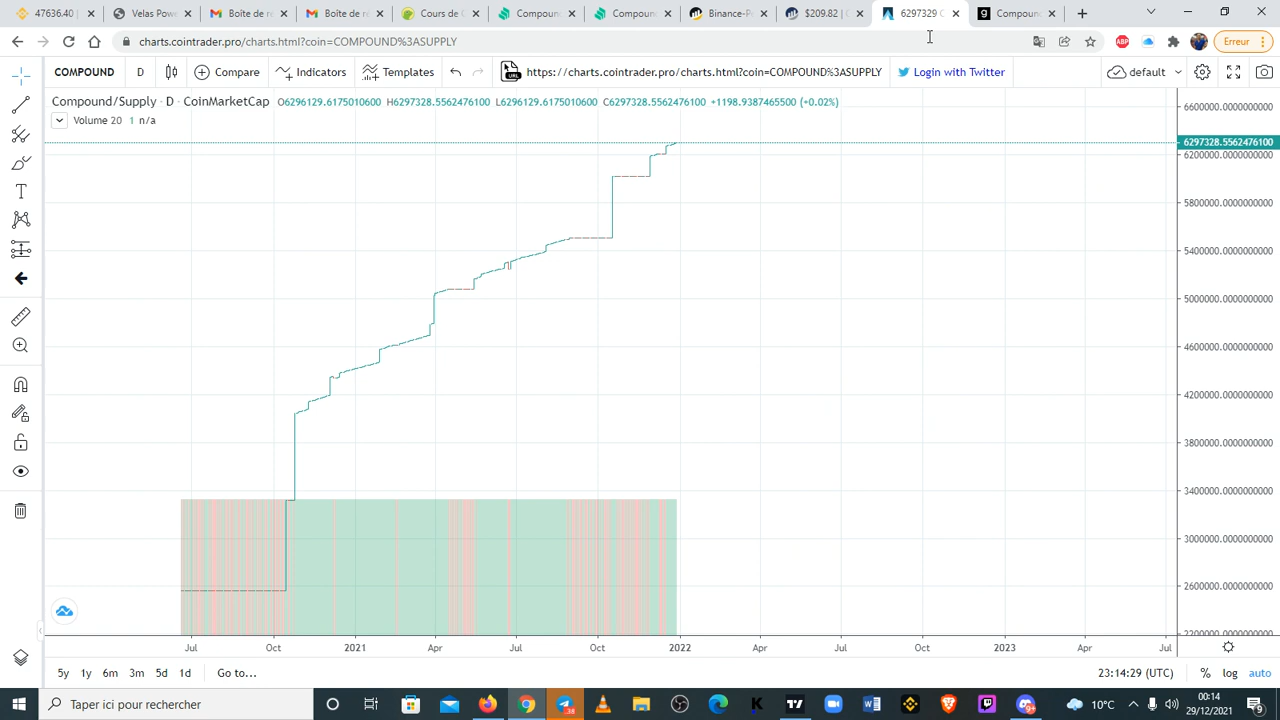 47636.40 |
Velas Pow
Boîte de ré
Boîte de ré
Cours de C
Compoun
Compoun
Binance-Pe
$209.82 | C
6297329 C
Compoun
charts.cointrader.pro/charts.html?coin=COMPOUND%3ASUPPLY
ABP
Erreur
COMPOUND
D
Compare
Indicators
Templates
URL
https://charts.cointrader.pro/charts.html?coin=COMPOUND%3ASUPPLY
Login with Twitter
default
Compound/Supply · D · CoinMarketCap O6296129.6175010600 H6297328.5562476100 L6296129.6175010600 C6297328.5562476100 +1198.9387465500 (+0.02%)
Volume 20 1 n/a
6600000.0000000000
6297328.5562476100
6200000.0000000000
5800000.0000000000
5400000.0000000000
5000000.0000000000
4600000.0000000000
4200000.0000000000
3800000.0000000000
3400000.0000000000
3000000.0000000000
2600000.0000000000
2200000.0000000000
Jul Oct 2021 Apr Jul Oct 2022 Apr Jul Oct 2023 Apr Jul
5y 1y 6m 3m 5d 1d Go to...
23:14:29 (UTC)
% log auto
Taper ici pour rechercher
10°C
00:14
29/12/2021